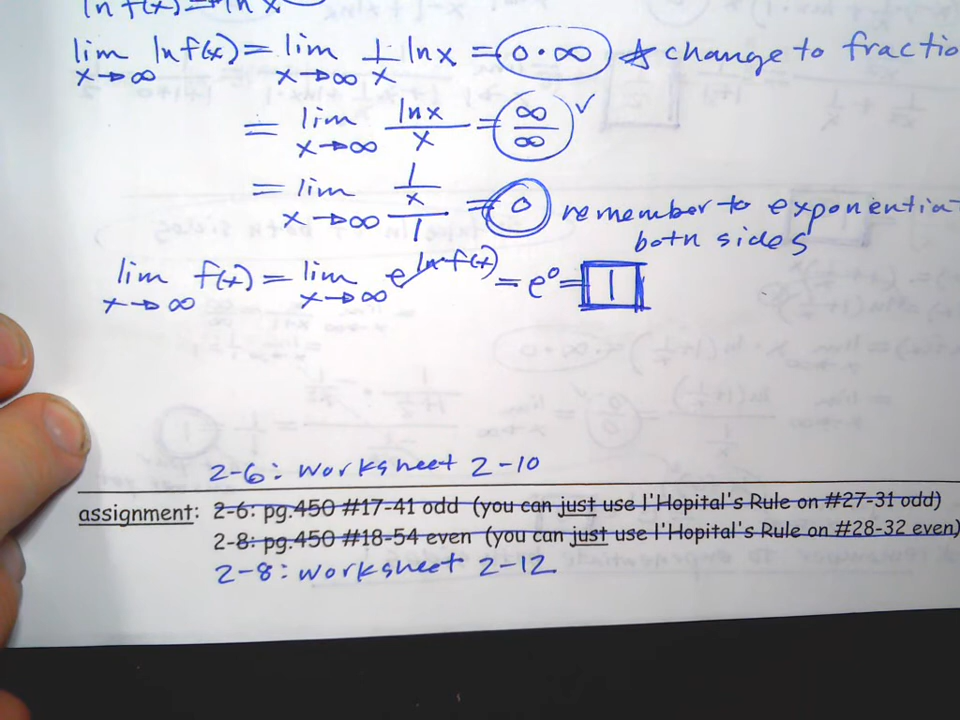 ln f(x) = ln x
lim x→∞ ln f(x) = lim x→∞ 1/x ln x = 0·∞ ☆ change to fractio
= lim x→∞ ln x / x = ∞/∞ ✓
= lim x→∞ (1/x)/1 = 0 remember to exponentiat
both sides
lim x→∞ f(x) = lim x→∞ e^(ln f(x)) = e^0 = 1
2-6: worksheet 2-10
assignment: 2-6: pg.450 #17-41 odd (you can just use l'Hopital's Rule on #27-31 odd)
2-8: pg.450 #18-54 even (you can just use l'Hopital's Rule on #28-32 even)
2-8: worksheet 2-12